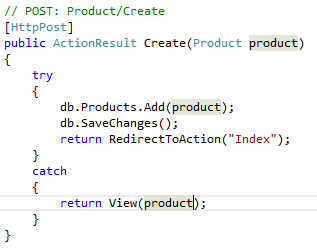 // POST: Product/Create
[HttpPost]
public ActionResult Create(Product product)
{
    try
    {
        db.Products.Add(product);
        db.SaveChanges();
        return RedirectToAction("Index");
    }
    catch
    {
        return View(product);
    }
}